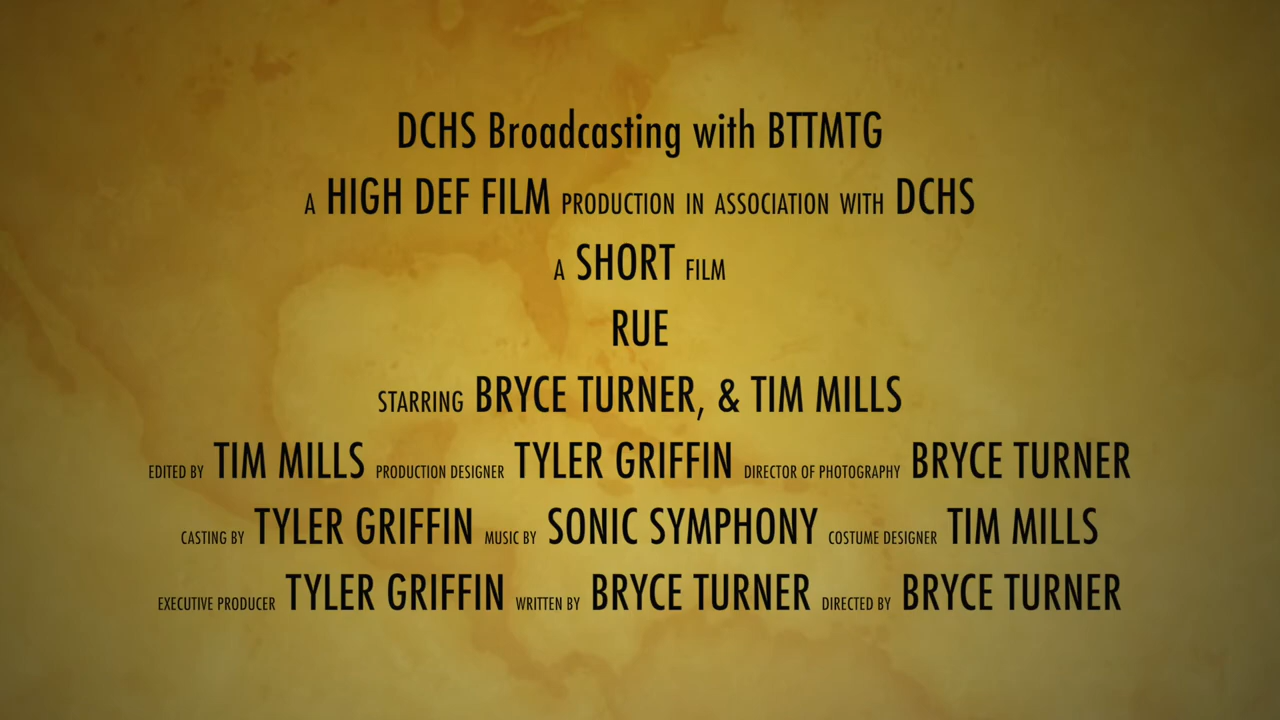 DCHS Broadcasting with BTTMTG
A HIGH DEF FILM PRODUCTION IN ASSOCIATION WITH DCHS
A SHORT FILM
RUE
STARRING BRYCE TURNER, & TIM MILLS
EDITED BY TIM MILLS PRODUCTION DESIGNER TYLER GRIFFIN DIRECTOR OF PHOTOGRAPHY BRYCE TURNER
CASTING BY TYLER GRIFFIN MUSIC BY SONIC SYMPHONY COSTUME DESIGNER TIM MILLS
EXECUTIVE PRODUCER TYLER GRIFFIN WRITTEN BY BRYCE TURNER DIRECTED BY BRYCE TURNER